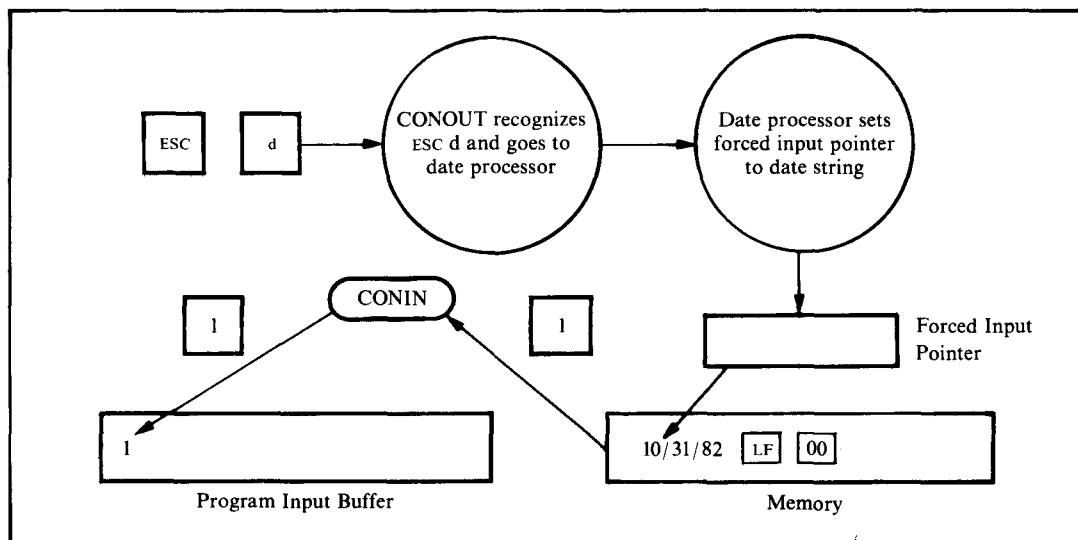 ESC
d
CONOUT recognizes
ESC d and goes to
date processor
Date processor sets
forced input pointer
to date string
1
CONIN
1
Forced Input
Pointer
1
10/31/82 LF 00
Program Input Buffer
Memory